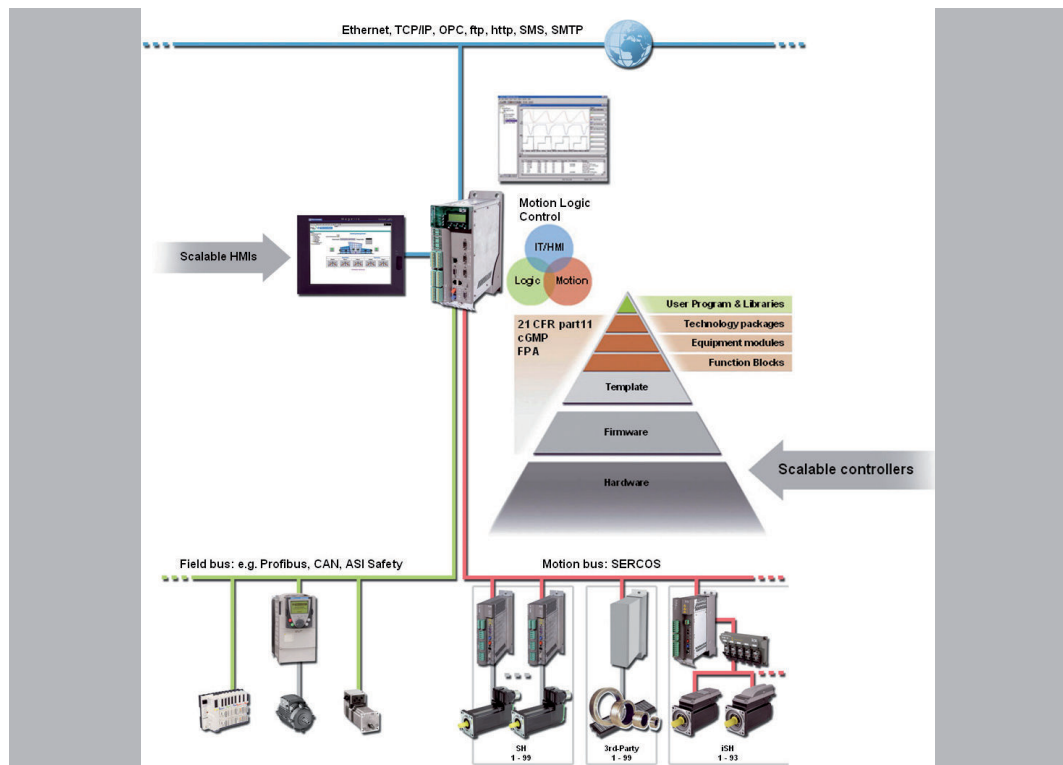 Ethernet, TCP/IP, OPC, ftp, http, SMS, SMTP
Motion Logic
Control
IT/HMI
Logic
Motion
Scalable HMIs
21 CFR part11
cGMP
FPA
User Program & Libraries
Technology packages
Equipment modules
Function Blocks
Template
Firmware
Hardware
Scalable controllers
Field bus: e.g. Profibus, CAN, ASI Safety
Motion bus: SERCOS
SH
1 - 99
3rd-Party
1 - 99
iSH
1 - 93